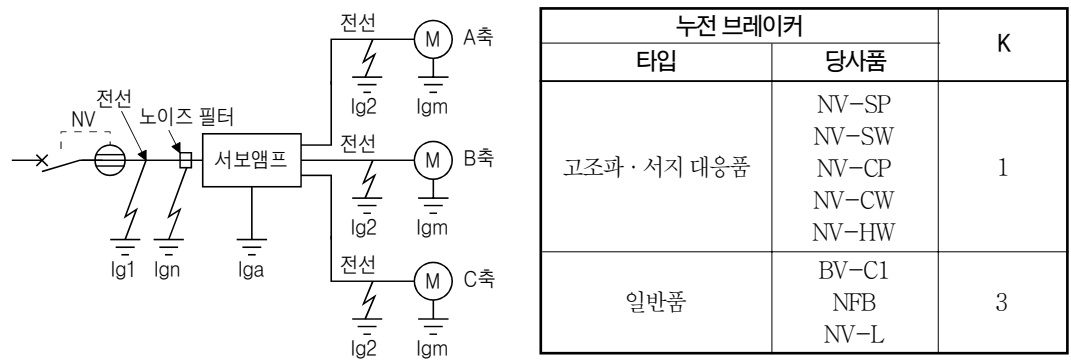 전선
M
A축
Ig2
Igm
NV
전선
노이즈 필터
서보앰프
전선
M
B축
Ig2
Igm
Ig1
Ign
Iga
전선
M
C축
Ig2
Igm
누전 브레이커
K
타입
당사품
고조파·서지 대응품
NV-SP
NV-SW
NV-CP
NV-CW
NV-HW
1
일반품
BV-C1
NFB
NV-L
3